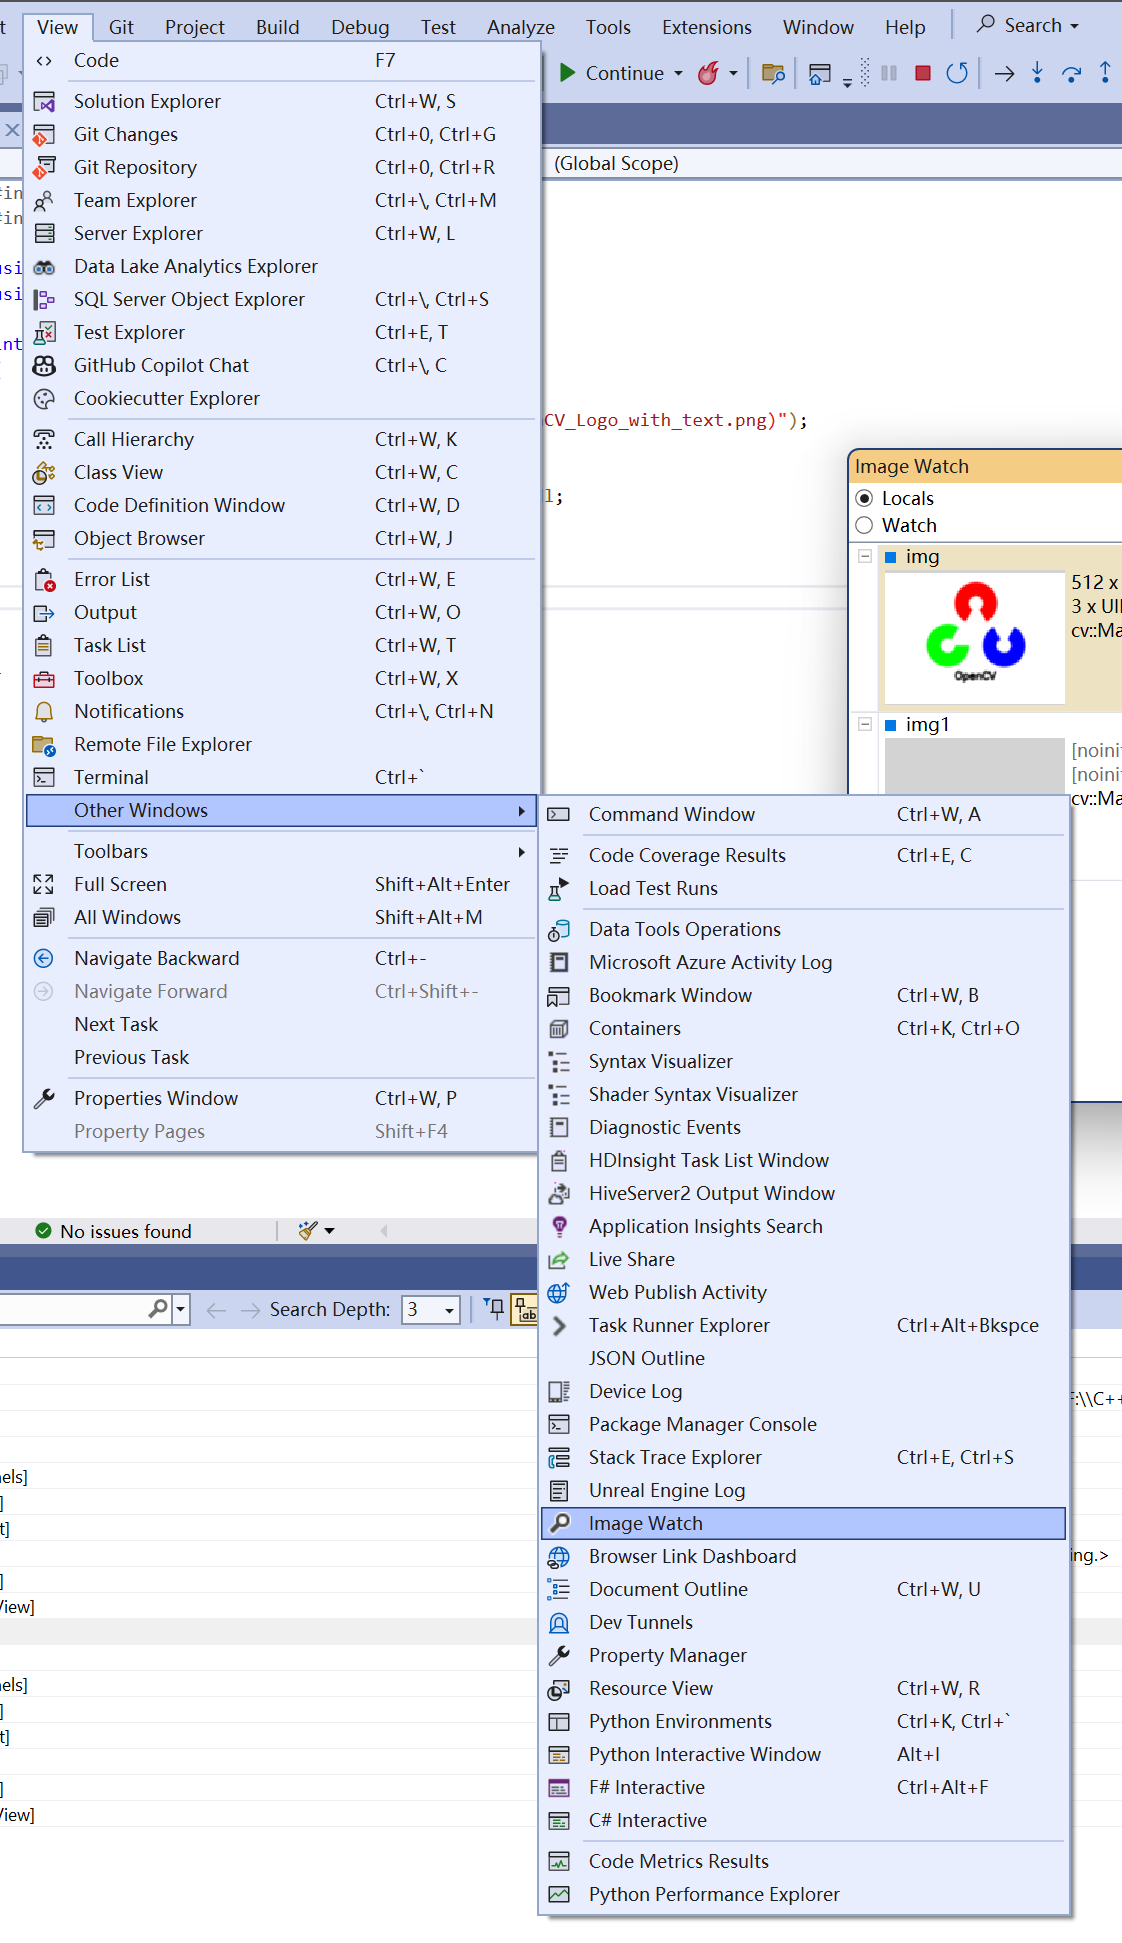 View Git Project Build Debug Test Analyze Tools Extensions Window Help Search
Code F7
Continue
Solution Explorer Ctrl+W, S
Git Changes Ctrl+0, Ctrl+G
Git Repository Ctrl+0, Ctrl+R
(Global Scope)
Team Explorer Ctrl+\, Ctrl+M
Server Explorer Ctrl+W, L
Data Lake Analytics Explorer
SQL Server Object Explorer Ctrl+\, Ctrl+S
Test Explorer Ctrl+E, T
GitHub Copilot Chat Ctrl+\, C
Cookiecutter Explorer
CV_Logo_with_text.png)");
Call Hierarchy Ctrl+W, K
Class View Ctrl+W, C
Code Definition Window Ctrl+W, D
Object Browser Ctrl+W, J
Error List Ctrl+W, E
Output Ctrl+W, O
Task List Ctrl+W, T
Toolbox Ctrl+W, X
Notifications Ctrl+\, Ctrl+N
Remote File Explorer
Terminal Ctrl+`
Other Windows
Toolbars
Full Screen Shift+Alt+Enter
All Windows Shift+Alt+M
Navigate Backward Ctrl+-
Navigate Forward Ctrl+Shift+-
Next Task
Previous Task
Properties Window Ctrl+W, P
Property Pages Shift+F4
Image Watch
Locals
Watch
img
512 x
3 x UI
cv::Ma
OpenCV
img1
[noini
[noini
cv::Ma
Command Window Ctrl+W, A
Code Coverage Results Ctrl+E, C
Load Test Runs
Data Tools Operations
Microsoft Azure Activity Log
Bookmark Window Ctrl+W, B
Containers Ctrl+K, Ctrl+O
Syntax Visualizer
Shader Syntax Visualizer
Diagnostic Events
HDInsight Task List Window
HiveServer2 Output Window
Application Insights Search
Live Share
Web Publish Activity
Task Runner Explorer Ctrl+Alt+Bkspce
JSON Outline
Device Log
Package Manager Console
Stack Trace Explorer Ctrl+E, Ctrl+S
Unreal Engine Log
Image Watch
Browser Link Dashboard
Document Outline Ctrl+W, U
Dev Tunnels
Property Manager
Resource View Ctrl+W, R
Python Environments Ctrl+K, Ctrl+`
Python Interactive Window Alt+I
F# Interactive Ctrl+Alt+F
C# Interactive
Code Metrics Results
Python Performance Explorer
No issues found
Search Depth: 3
F:\\C++
nels]
]
t]
ing.>
]
View]
nels]
]
t]
]
View]